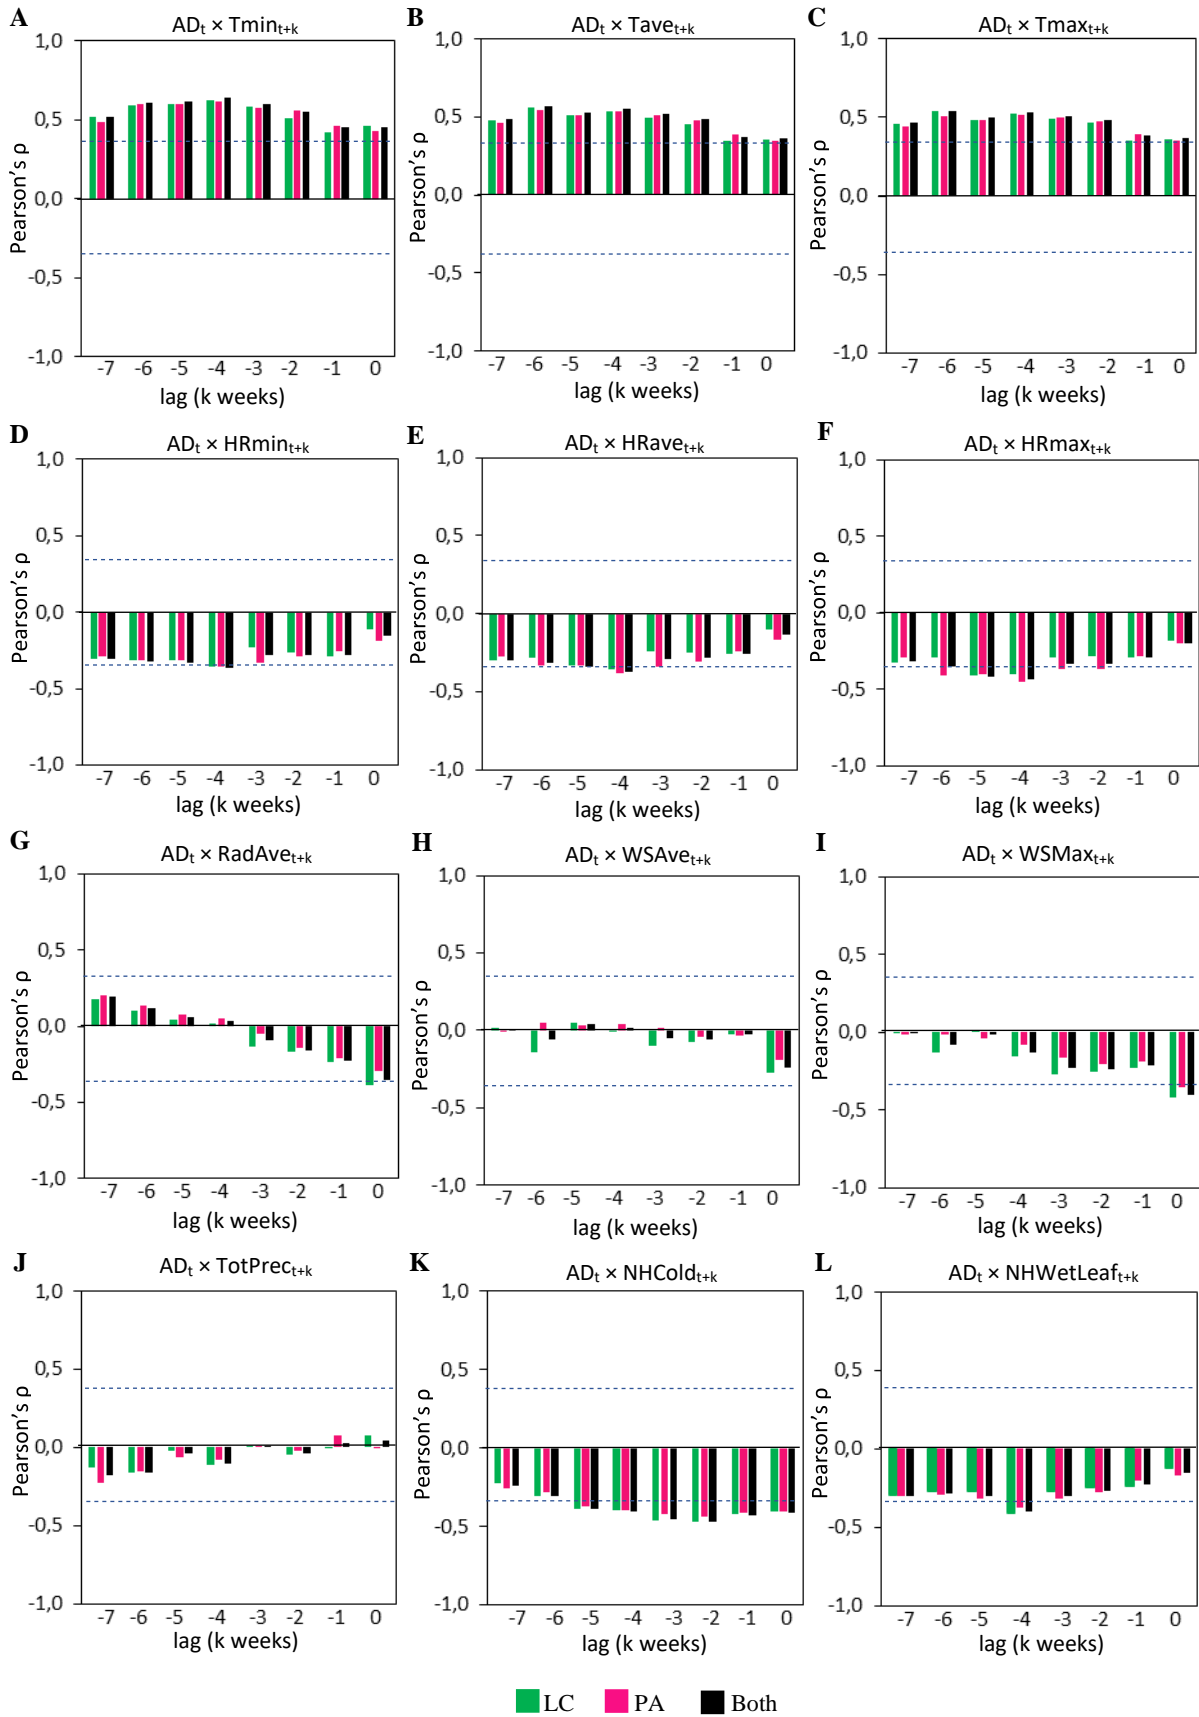 A
ADt × Tmint+k
1,0
0,5
0,0
-0,5
-1,0
Pearson's ρ
-7 -6 -5 -4 -3 -2 -1 0
lag (k weeks)
B
ADt × Tavet+k
1,0
0,5
0,0
-0,5
-1,0
Pearson's ρ
-7 -6 -5 -4 -3 -2 -1 0
lag (k weeks)
C
ADt × Tmaxt+k
1,0
0,5
0,0
-0,5
-1,0
Pearson's ρ
-7 -6 -5 -4 -3 -2 -1 0
lag (k weeks)
D
ADt × HRmint+k
1,0
0,5
0,0
-0,5
-1,0
Pearson's ρ
-7 -6 -5 -4 -3 -2 -1 0
lag (k weeks)
E
ADt × HRavet+k
1,0
0,5
0,0
-0,5
-1,0
Pearson's ρ
-7 -6 -5 -4 -3 -2 -1 0
lag (k weeks)
F
ADt × HRmaxt+k
1,0
0,5
0,0
-0,5
-1,0
Pearson's ρ
-7 -6 -5 -4 -3 -2 -1 0
lag (k weeks)
G
ADt × RadAvet+k
1,0
0,5
0,0
-0,5
-1,0
Pearson's ρ
-7 -6 -5 -4 -3 -2 -1 0
lag (k weeks)
H
ADt × WSAvet+k
1,0
0,5
0,0
-0,5
-1,0
Pearson's ρ
-7 -6 -5 -4 -3 -2 -1 0
lag (k weeks)
I
ADt × WSMaxt+k
1,0
0,5
0,0
-0,5
-1,0
Pearson's ρ
-7 -6 -5 -4 -3 -2 -1 0
lag (k weeks)
J
ADt × TotPrect+k
1,0
0,5
0,0
-0,5
-1,0
Pearson's ρ
-7 -6 -5 -4 -3 -2 -1 0
lag (k weeks)
K
ADt × NHColdt+k
1,0
0,5
0,0
-0,5
-1,0
Pearson's ρ
-7 -6 -5 -4 -3 -2 -1 0
lag (k weeks)
L
ADt × NHWetLeaft+k
1,0
0,5
0,0
-0,5
-1,0
Pearson's ρ
-7 -6 -5 -4 -3 -2 -1 0
lag (k weeks)
LC PA Both